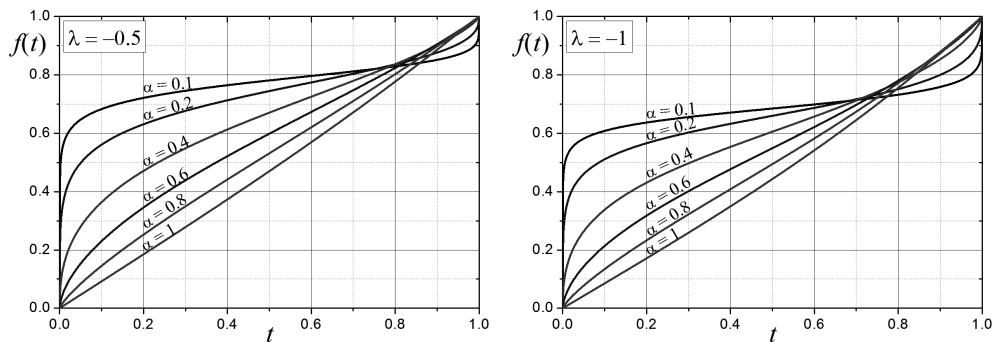 f(t)
λ = −0.5
1.0
0.8
0.6
0.4
0.2
0.0
α = 0.1
α = 0.2
α = 0.4
α = 0.6
α = 0.8
α = 1
0.0 0.2 0.4 0.6 0.8 1.0
t
f(t)
λ = −1
1.0
0.8
0.6
0.4
0.2
0.0
α = 0.1
α = 0.2
α = 0.4
α = 0.6
α = 0.8
α = 1
0.0 0.2 0.4 0.6 0.8 1.0
t